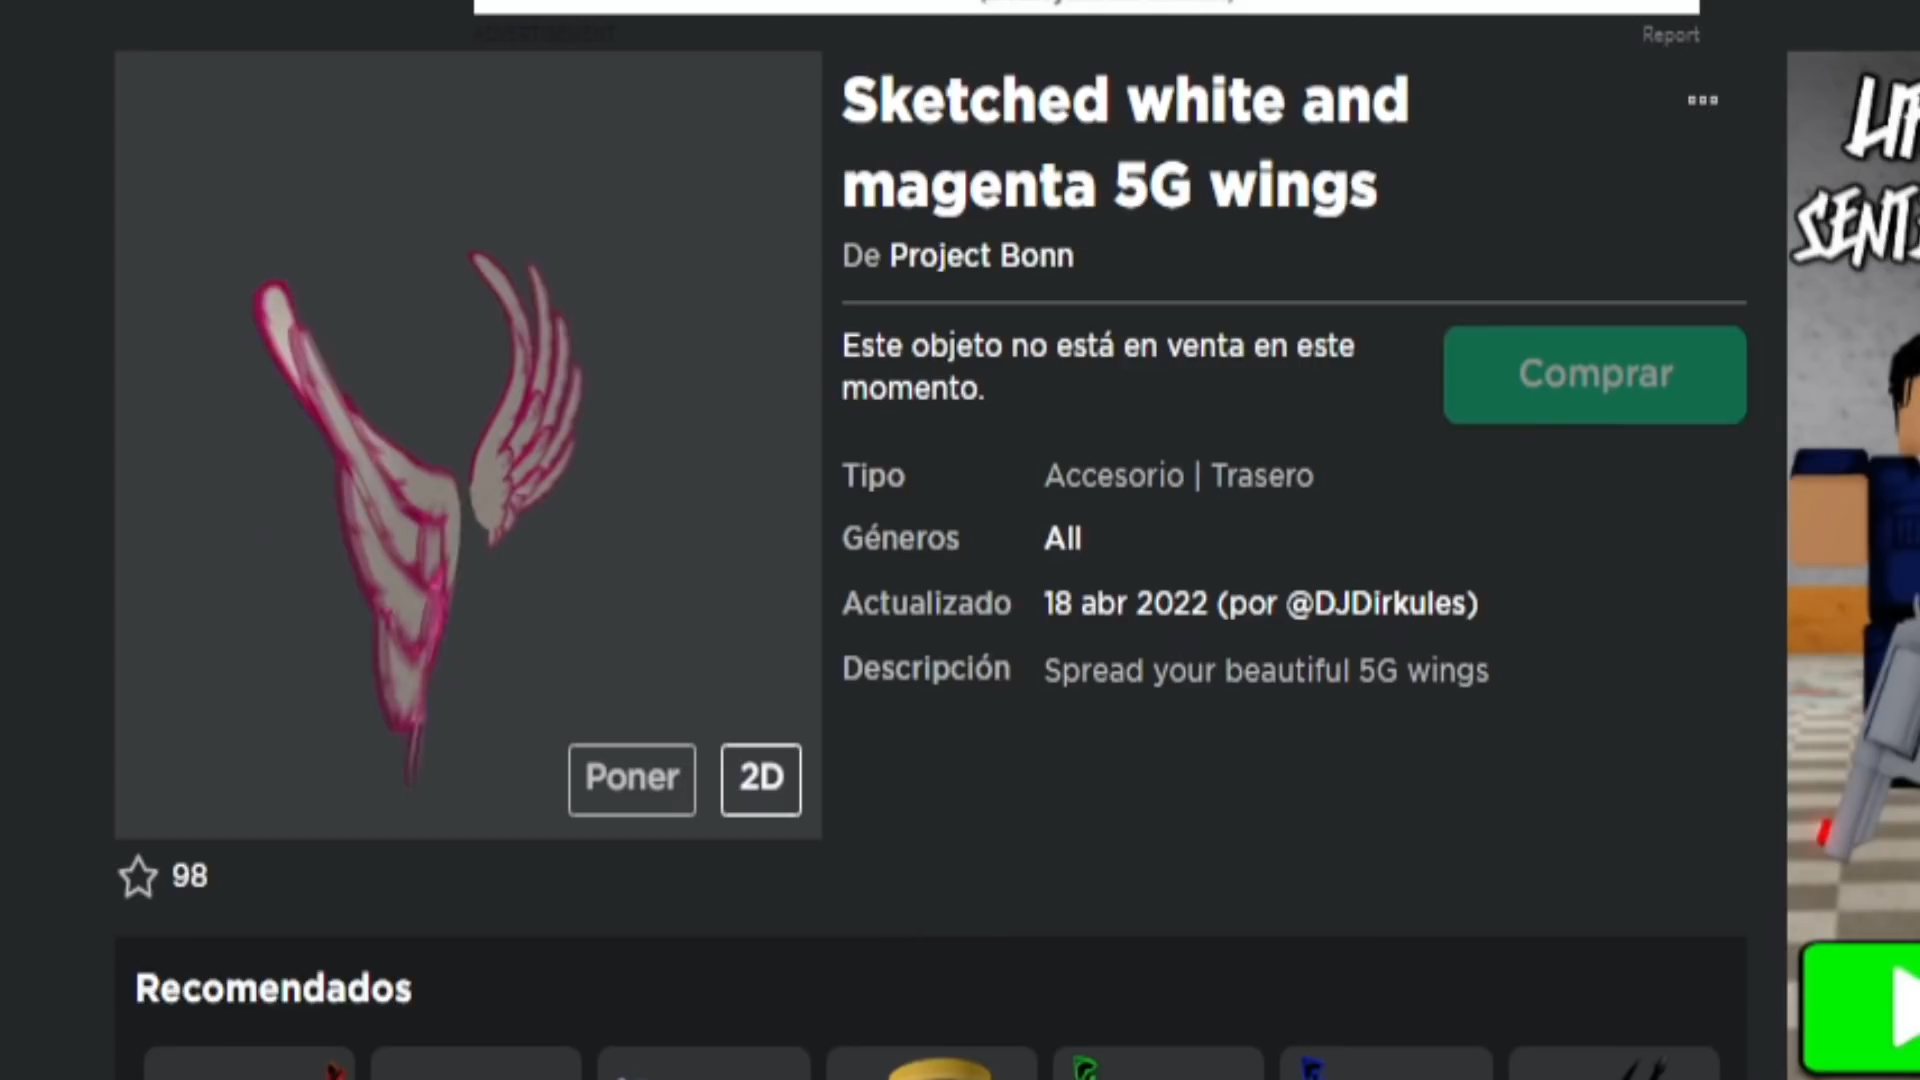 Report
Sketched white and
magenta 5G wings
De Project Bonn
Este objeto no está en venta en este
momento.
Comprar
Tipo Accesorio | Trasero
Géneros All
Actualizado 18 abr 2022 (por @DJDirkules)
Descripción Spread your beautiful 5G wings
Poner 2D
98
Recomendados